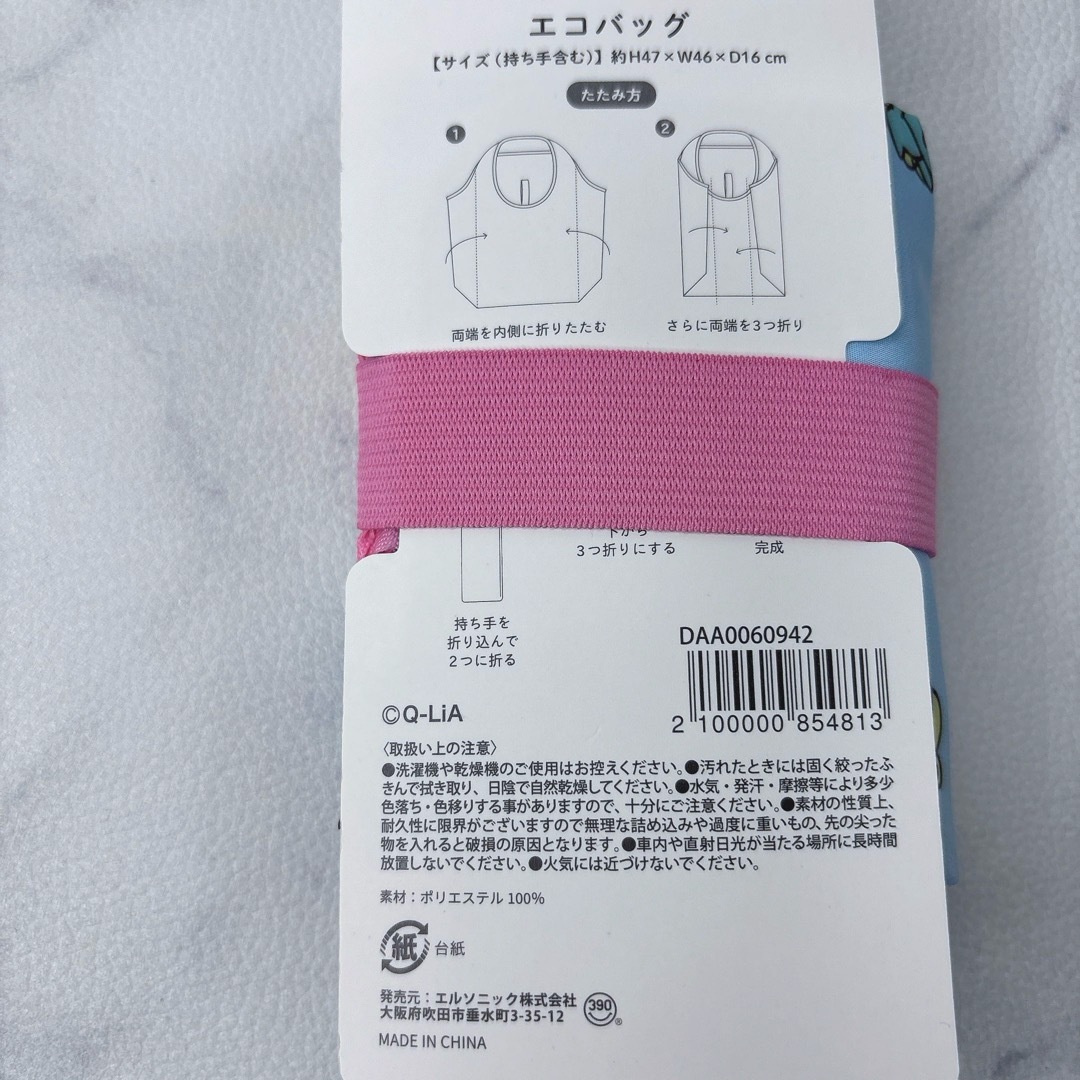 エコバッグ
【サイズ(持ち手含む)】約H47×W46×D16 cm
たたみ方
1
2
両端を内側に折りたたむ
さらに両端を3つ折り
下から
3つ折りにする
完成
持ち手を
折り込んで
2つに折る
DAA0060942
2 100000 854813
©Q-LiA
〈取扱い上の注意〉
●洗濯機や乾燥機のご使用はお控えください。●汚れたときには固く絞ったふ
きんで拭き取り、日陰で自然乾燥してください。●水気・発汗・摩擦等により多少
色落ち・色移りする事がありますので、十分にご注意ください。●素材の性質上、
耐久性に限界がございますので無理な詰め込みや過度に重いもの、先の尖った
物を入れると破損の原因となります。●車内や直射日光が当たる場所に長時間
放置しないでください。●火気には近づけないでください。
素材：ポリエステル 100%
紙 台紙
発売元：エルソニック株式会社
大阪府吹田市垂水町3-35-12
390
®
MADE IN CHINA